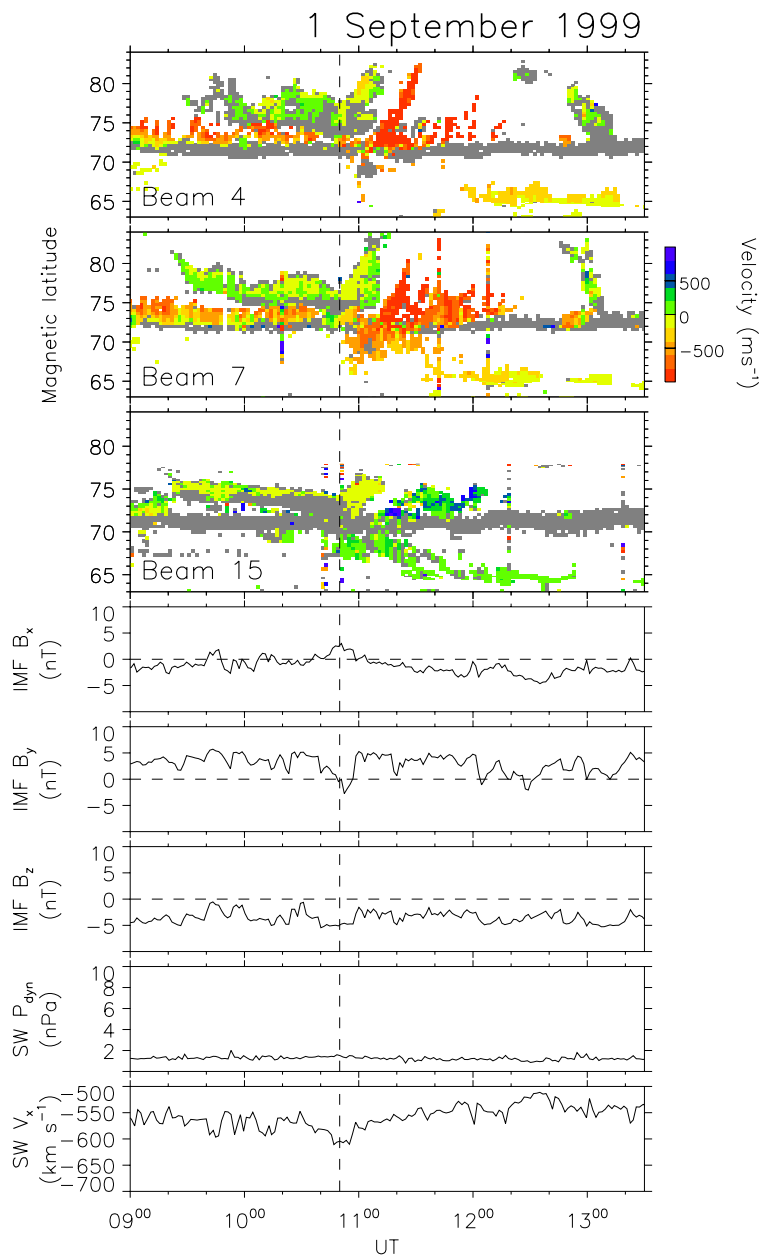 1 September 1999
80
75
70
65
Beam 4
80
75
70
65
Beam 7
Magnetic latitude
500
0
−500
Velocity (ms⁻¹)
80
75
70
65
Beam 15
10
5
0
−5
IMF Bₓ
(nT)
10
5
0
−5
IMF Bᵧ
(nT)
10
5
0
−5
IMF B_z
(nT)
10
8
6
4
2
SW P_dyn
(nPa)
−500
−550
−600
−650
−700
SW Vₓ
(km s⁻¹)
09⁰⁰ 10⁰⁰ 11⁰⁰ 12⁰⁰ 13⁰⁰
UT